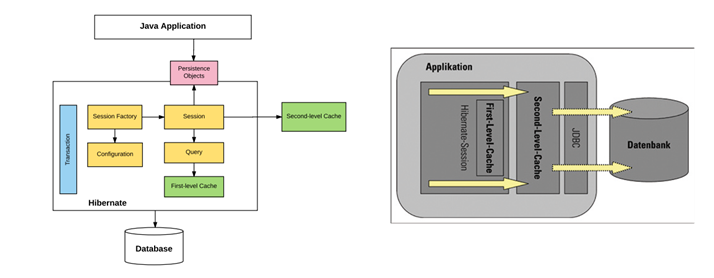 Java Application
Persistence
Objects
Session Factory
Session
Second-level Cache
Transaction
Configuration
Query
First-level Cache
Hibernate
Database
Applikation
Hibernate-Session
First-Level-Cache
Second-Level-Cache
JDBC
Datenbank